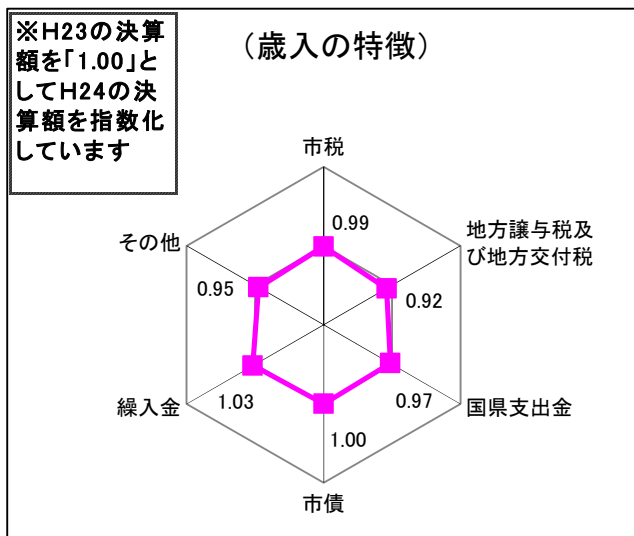 ※H23の決算
額を「1.00」と
してH24の決
算額を指数化
しています
（歳入の特徴）
市税
0.99
地方譲与税及
び地方交付税
0.92
その他
0.95
繰入金
1.03
0.97
国県支出金
1.00
市債